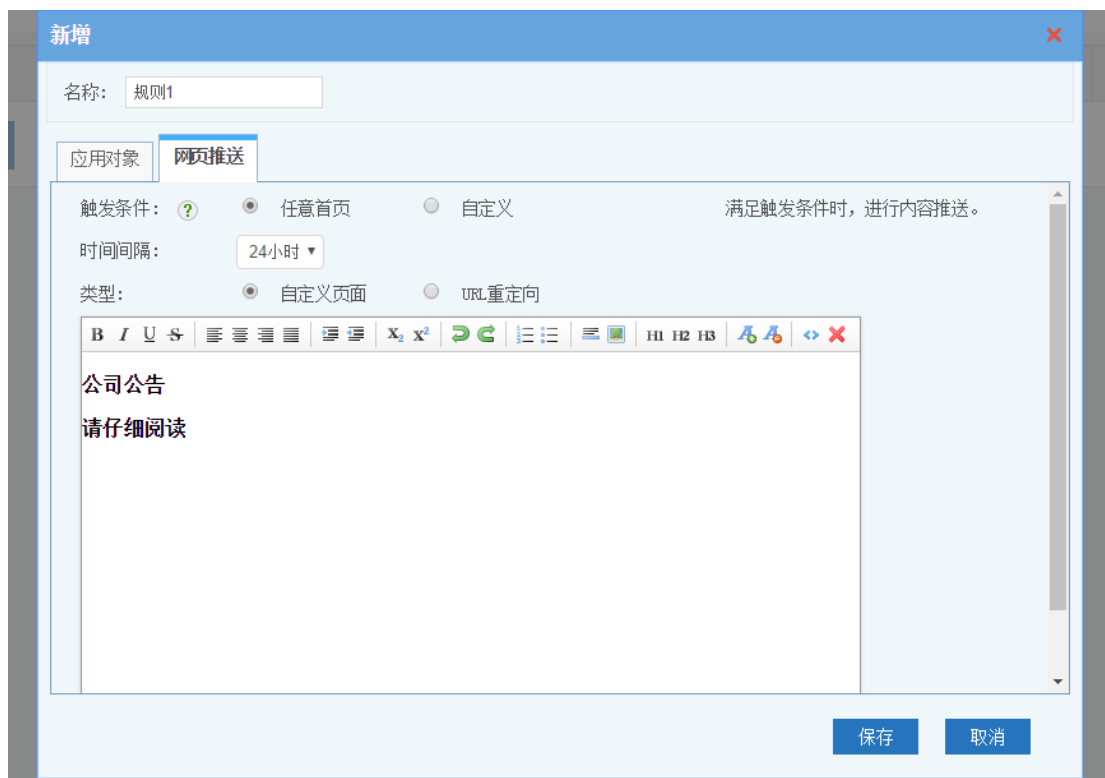 新增
名称： 规则1
应用对象 网页推送
触发条件： ? 任意首页 自定义 满足触发条件时，进行内容推送。
时间间隔： 24小时
类型： 自定义页面 URL重定向
B I U S X₂ X² H1 H2 H3
公司公告
请仔细阅读
保存 取消